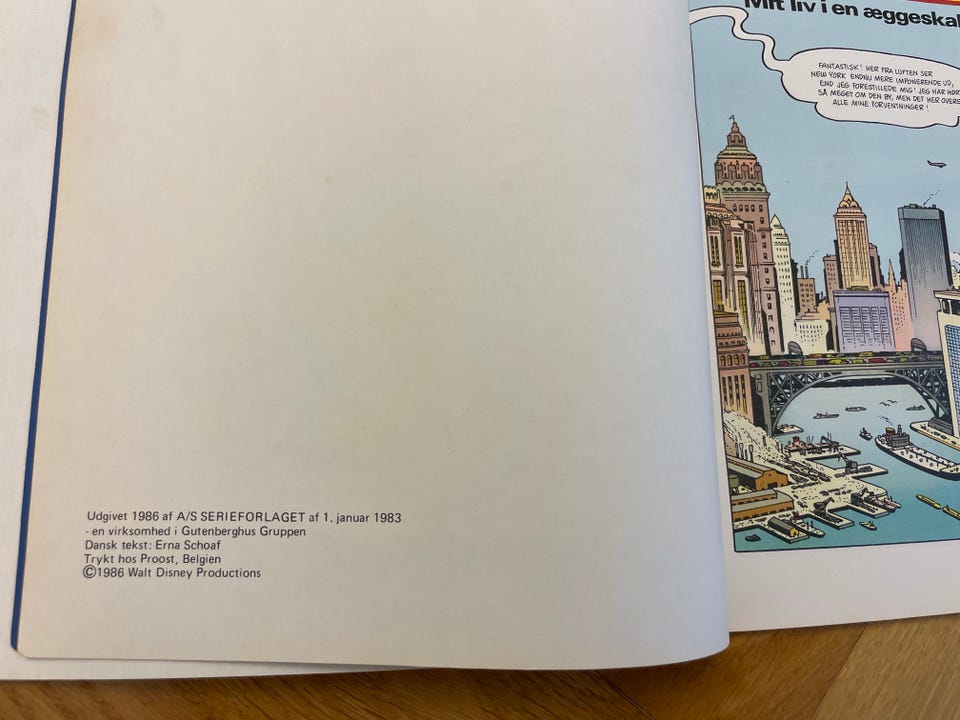 Udgivet 1986 af A/S SERIEFORLAGET af 1. januar 1983
- en virksomhed i Gutenberghus Gruppen
Dansk tekst: Erna Schoaf
Trykt hos Proost, Belgien
©1986 Walt Disney Productions
Mit liv i en
FANTASTISK! HER FRA LUFTEN SER
NEW YORK ENDNU MERE IMPONERENDE UD,
END JEG FORESTILLEDE MIG! JEG HAR
SÅ MEGET OM DEN BY, MEN DET HER
ALLE MINE FORVENTNINGER!